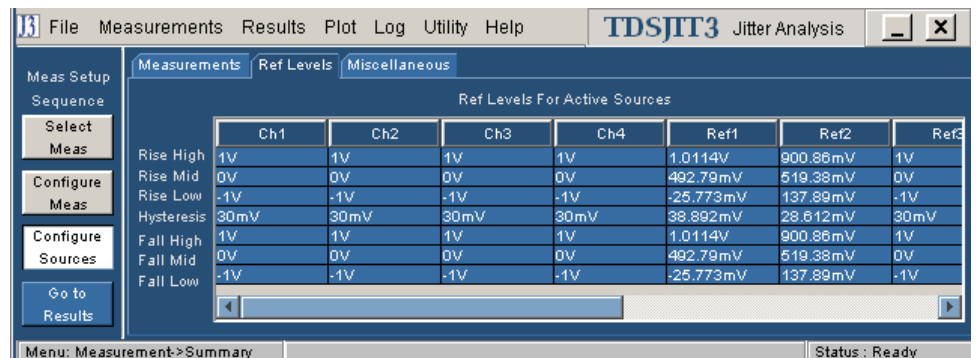 J3 File Measurements Results Plot Log Utility Help TDSJIT3 Jitter Analysis
Meas Setup
Sequence
Select
Meas
Configure
Meas
Configure
Sources
Go to
Results
Measurements Ref Levels Miscellaneous
Ref Levels For Active Sources
Ch1 Ch2 Ch3 Ch4 Ref1 Ref2 Ref3
Rise High 1V 1V 1V 1V 1.0114V 900.86mV 1V
Rise Mid 0V 0V 0V 0V 492.79mV 519.38mV 0V
Rise Low -1V -1V -1V -1V -25.773mV 137.89mV -1V
Hysteresis 30mV 30mV 30mV 30mV 38.892mV 28.612mV 30mV
Fall High 1V 1V 1V 1V 1.0114V 900.86mV 1V
Fall Mid 0V 0V 0V 0V 492.79mV 519.38mV 0V
Fall Low -1V -1V -1V -1V -25.773mV 137.89mV -1V
Menu: Measurement->Summary Status : Ready